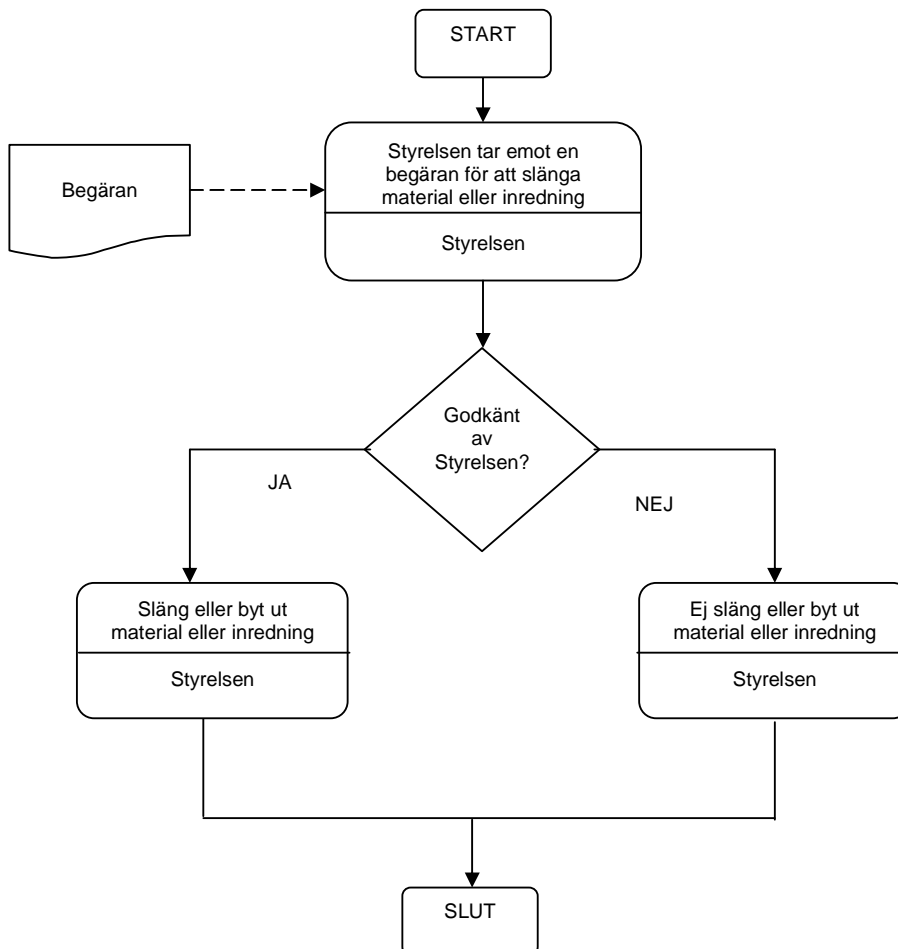 START
Styrelsen tar emot en
begäran för att slänga
material eller inredning
Styrelsen
Begäran
Godkänt
av
Styrelsen?
JA
NEJ
Släng eller byt ut
material eller inredning
Styrelsen
Ej släng eller byt ut
material eller inredning
Styrelsen
SLUT